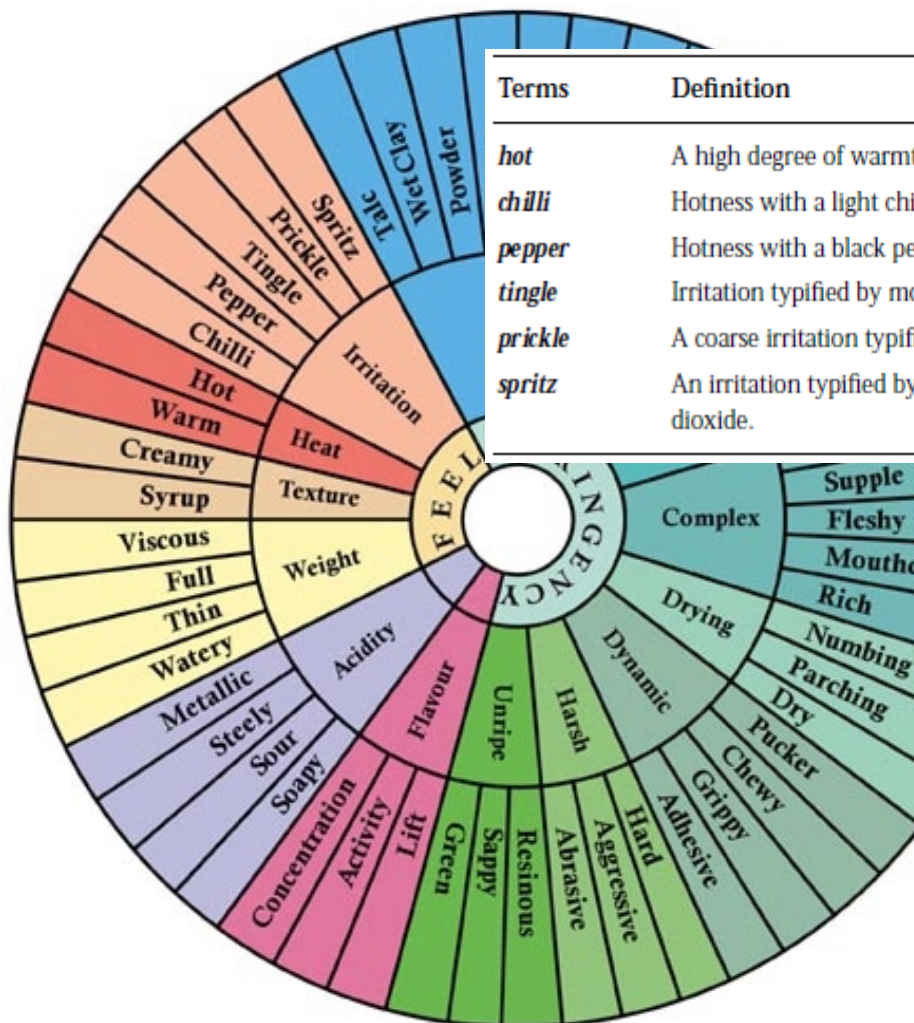 Terms Definition
hot A high degree of warmt
chilli Hotness with a light chi
pepper Hotness with a black pe
tingle Irritation typified by mo
prickle A coarse irritation typifi
spritz An irritation typified by
dioxide.
Talc
Wet Clay
Powder
Spritz
Prickle
Tingle
Pepper
Chilli
Hot
Warm
Creamy
Syrup
Viscous
Full
Thin
Watery
Metallic
Steely
Sour
Soapy
Concentration
Activity
Lift
Green
Sappy
Resinous
Abrasive
Aggressive
Hard
Adhesive
Grippy
Chewy
Pucker
Dry
Parching
Numbing
Rich
Mouthc
Fleshy
Supple
Irritation
Heat
Texture
Weight
Acidity
Flavour
Unripe
Harsh
Dynamic
Drying
Complex
FEEL
INGENCY